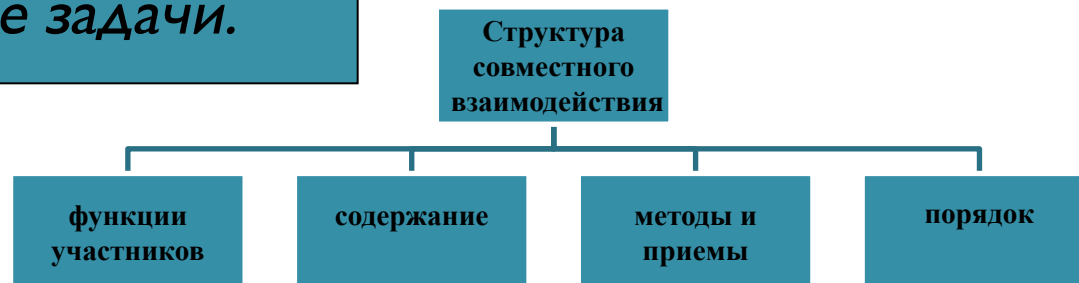 е задачи.
Структура
совместного
взаимодействия
функции
участников
содержание
методы и
приемы
порядок